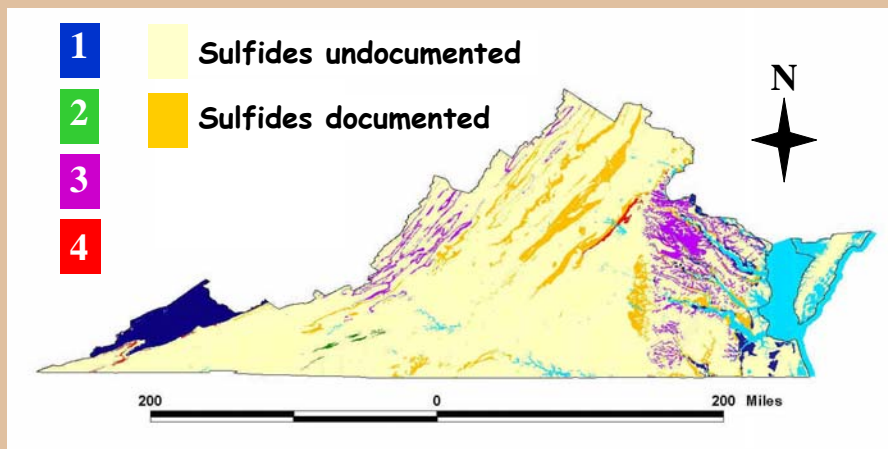 1 Sulfides undocumented
2 Sulfides documented
3
4
N
200 0 200 Miles